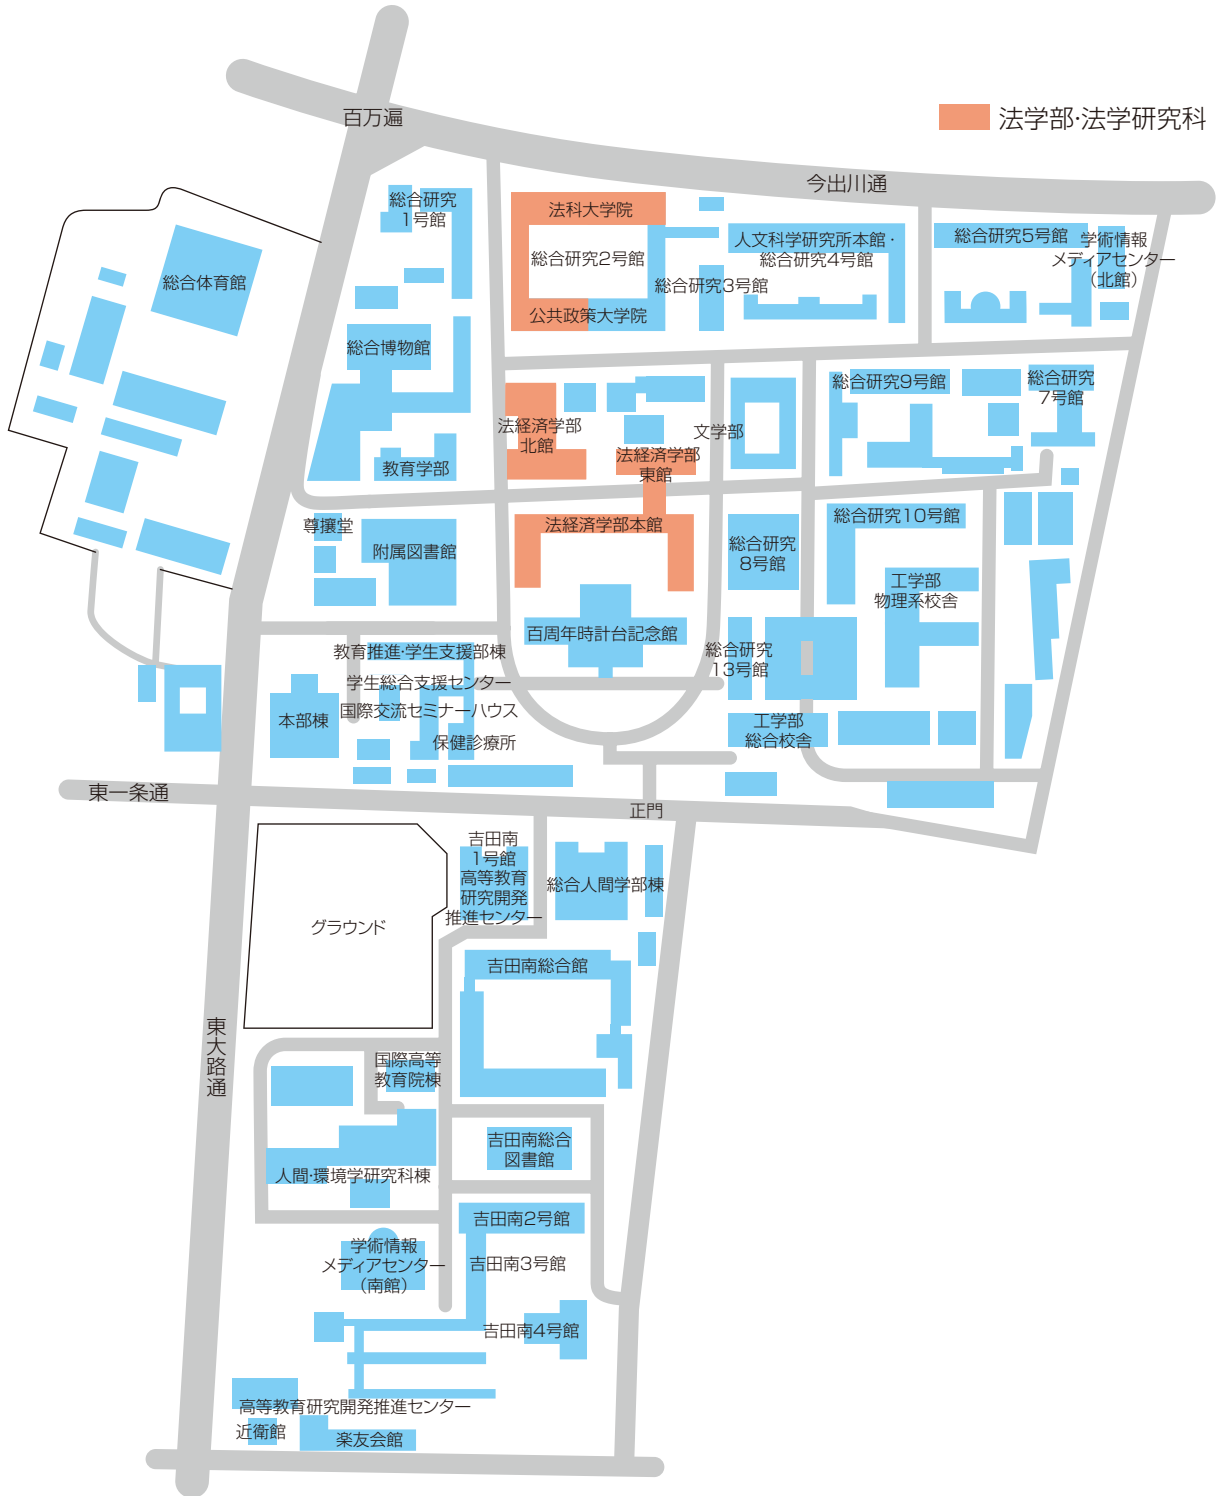 百万遍
法学部・法学研究科
今出川通
総合研究
1号館
法科大学院
総合研究2号館
公共政策大学院
総合研究3号館
人文科学研究所本館・
総合研究4号館
総合研究5号館
学術情報
メディアセンター
（北館）
総合体育館
総合博物館
教育学部
法経済学部
北館
法経済学部
東館
文学部
総合研究9号館
総合研究
7号館
尊攘堂
附属図書館
法経済学部本館
総合研究
8号館
総合研究10号館
工学部
物理系校舎
百周年時計台記念館
総合研究
13号館
教育推進・学生支援部棟
学生総合支援センター
国際交流セミナーハウス
本部棟
保健診療所
工学部
総合校舎
東一条通
正門
吉田南
1号館
高等教育
研究開発
推進センター
総合人間学部棟
グラウンド
吉田南総合館
東大路通
国際高等
教育院棟
吉田南総合
図書館
人間・環境学研究科棟
吉田南2号館
学術情報
メディアセンター
（南館）
吉田南3号館
吉田南4号館
高等教育研究開発推進センター
近衛館
楽友会館